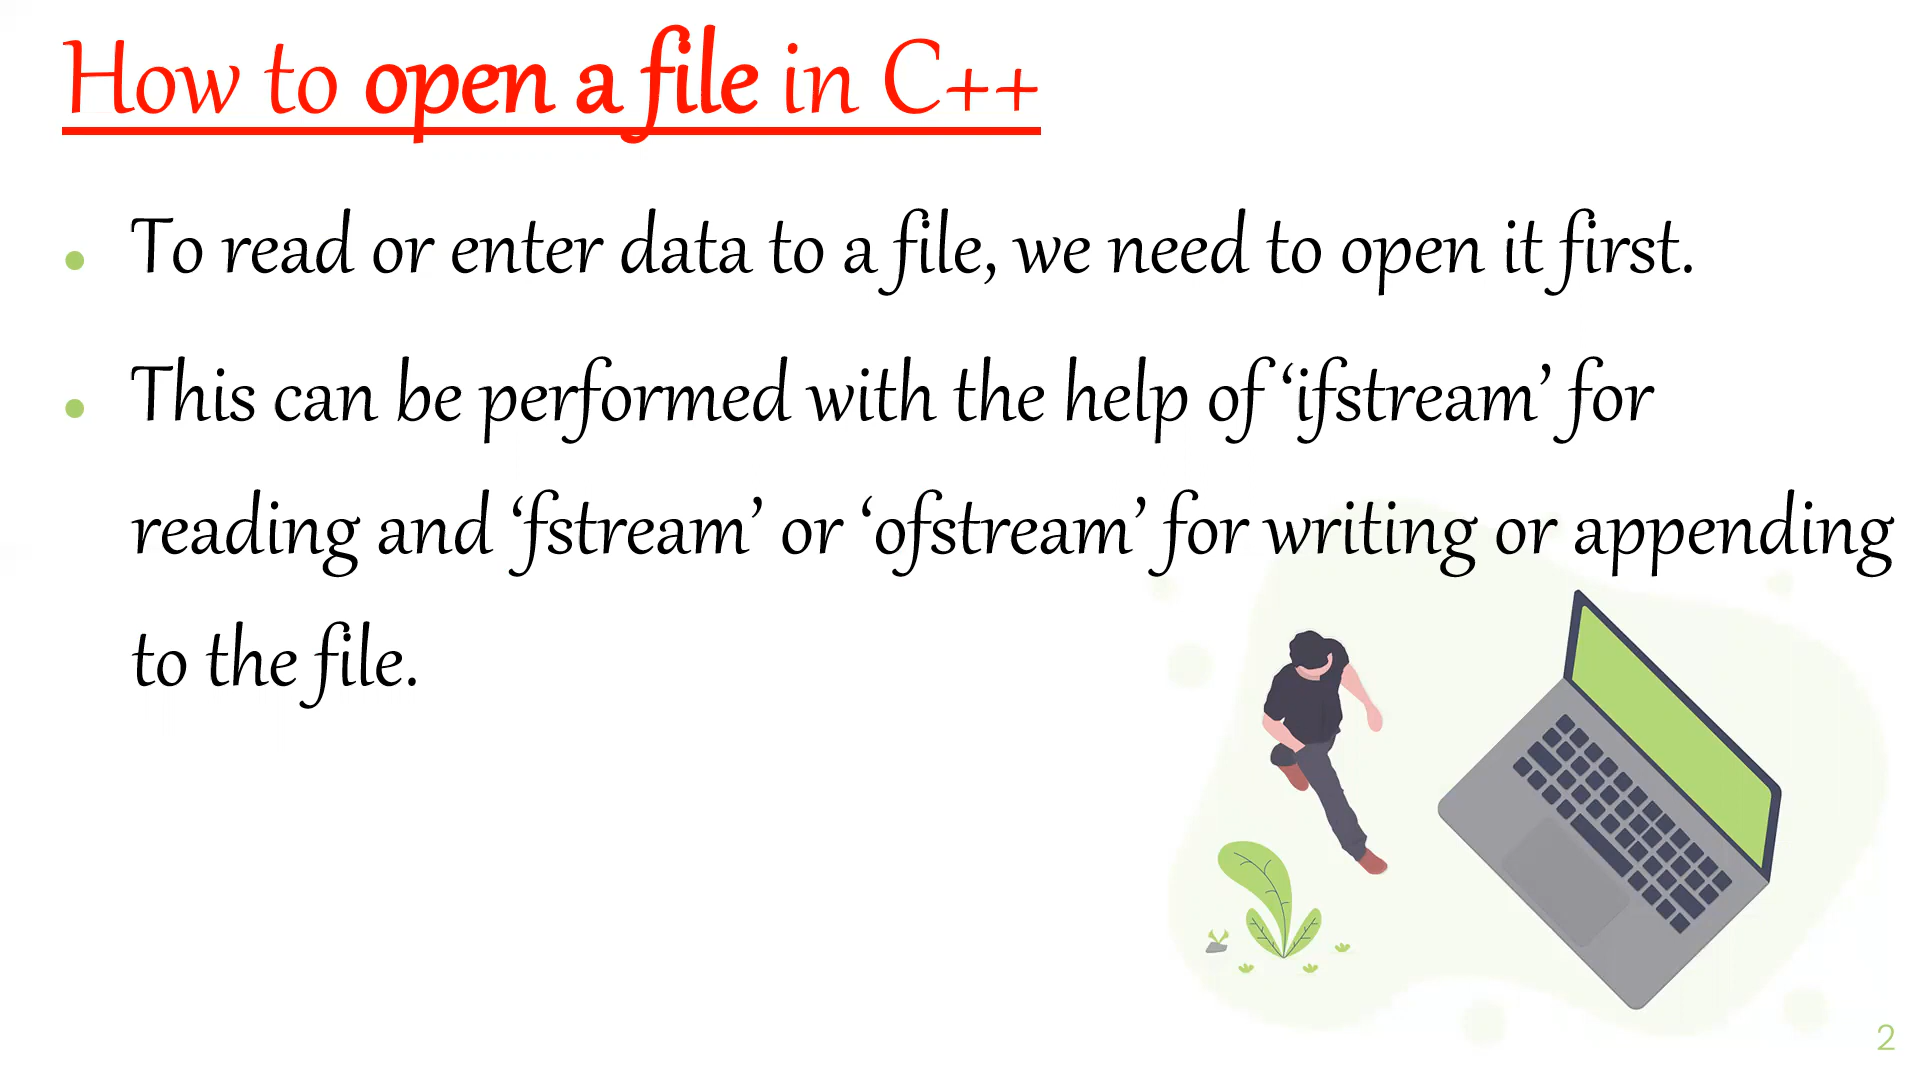 How to open a file in C++
• To read or enter data to a file, we need to open it first.
• This can be performed with the help of ‘ifstream’ for
reading and ‘fstream’ or ‘ofstream’ for writing or appending
to the file.
2